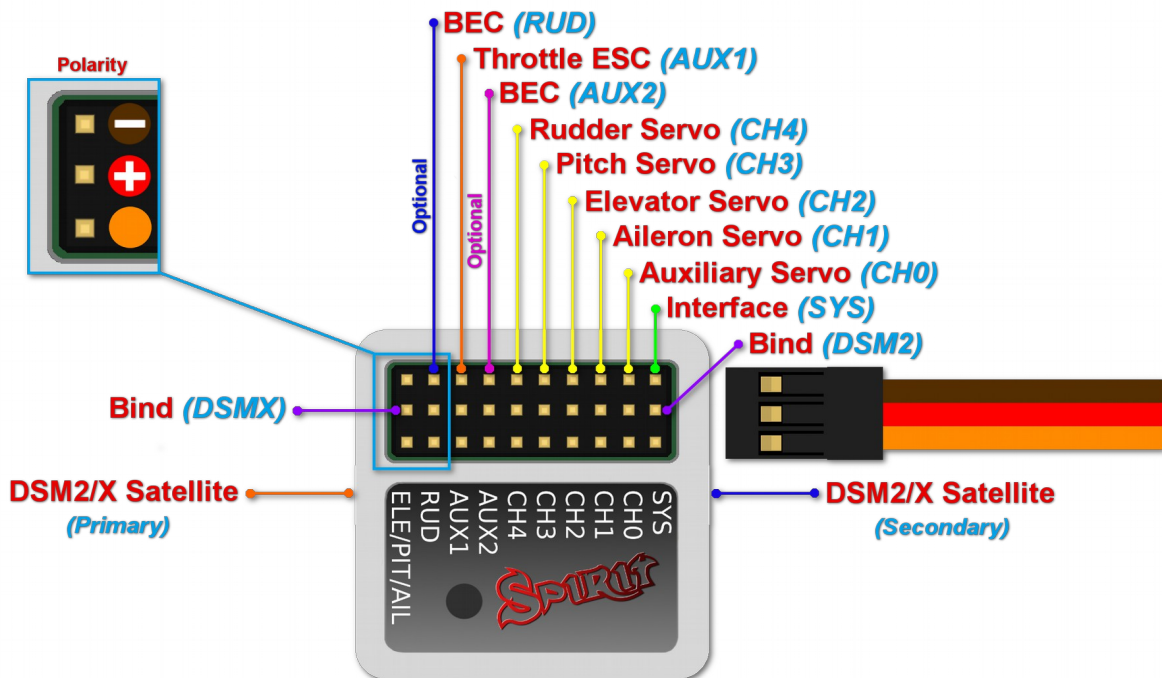 BEC (RUD)
Throttle ESC (AUX1)
BEC (AUX2)
Rudder Servo (CH4)
Pitch Servo (CH3)
Elevator Servo (CH2)
Aileron Servo (CH1)
Auxiliary Servo (CH0)
Interface (SYS)
Bind (DSM2)
Polarity
Optional
Optional
Bind (DSMX)
DSM2/X Satellite
(Primary)
DSM2/X Satellite
(Secondary)
ELE/PIT/AIL
RUD
AUX1
AUX2
CH4
CH3
CH2
CH1
CH0
SYS
SPIRIT